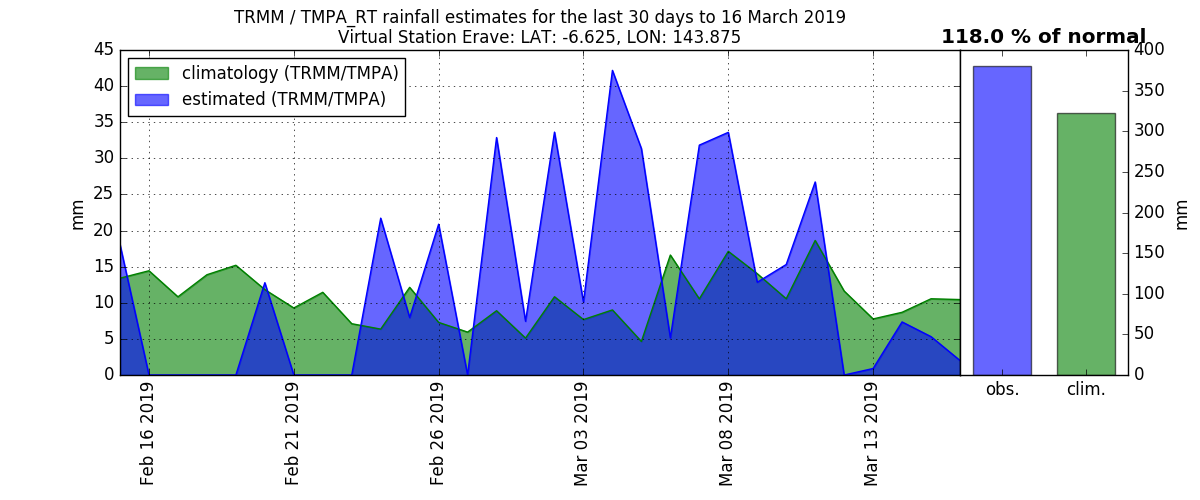 TRMM / TMPA_RT rainfall estimates for the last 30 days to 16 March 2019
Virtual Station Erave: LAT: -6.625, LON: 143.875
118.0 % of normal
climatology (TRMM/TMPA)
estimated (TRMM/TMPA)
mm
45
40
35
30
25
20
15
10
5
0
Feb 16 2019
Feb 21 2019
Feb 26 2019
Mar 03 2019
Mar 08 2019
Mar 13 2019
obs.
clim.
400
350
300
250
200
150
100
50
0
mm